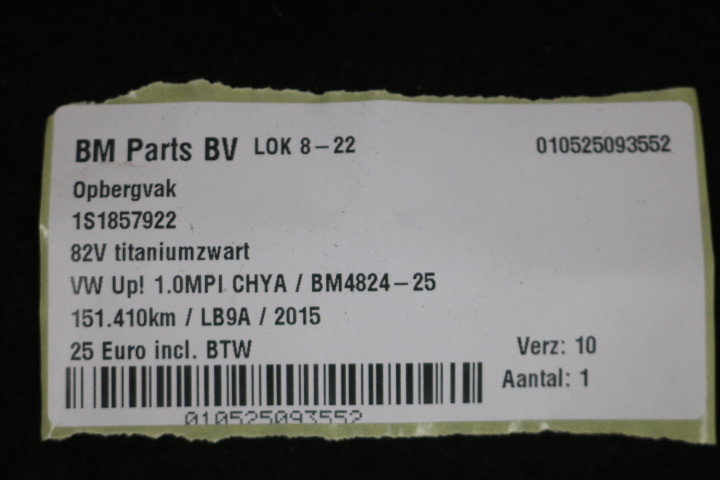 BM Parts BV LOK 8-22 010525093552
Opbergvak
1S1857922
82V titaniumzwart
VW Up! 1.0MPI CHYA / BM4824-25
151.410km / LB9A / 2015
25 Euro incl. BTW Verz: 10
Aantal: 1
010525093552